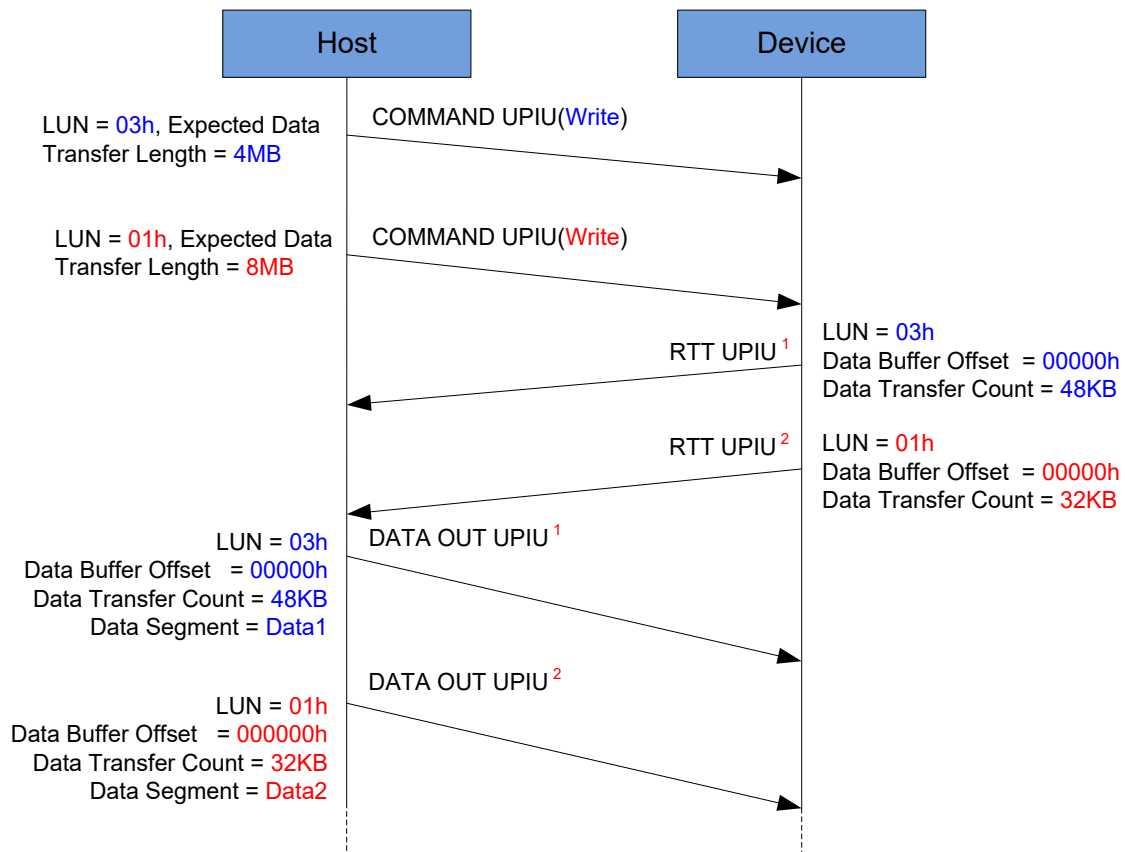 Host
Device
LUN = 03h, Expected Data
Transfer Length = 4MB
COMMAND UPIU(Write)
LUN = 01h, Expected Data
Transfer Length = 8MB
COMMAND UPIU(Write)
RTT UPIU 1
LUN = 03h
Data Buffer Offset = 00000h
Data Transfer Count = 48KB
RTT UPIU 2
LUN = 01h
Data Buffer Offset = 00000h
Data Transfer Count = 32KB
LUN = 03h
Data Buffer Offset = 00000h
Data Transfer Count = 48KB
Data Segment = Data1
DATA OUT UPIU 1
LUN = 01h
Data Buffer Offset = 000000h
Data Transfer Count = 32KB
Data Segment = Data2
DATA OUT UPIU 2